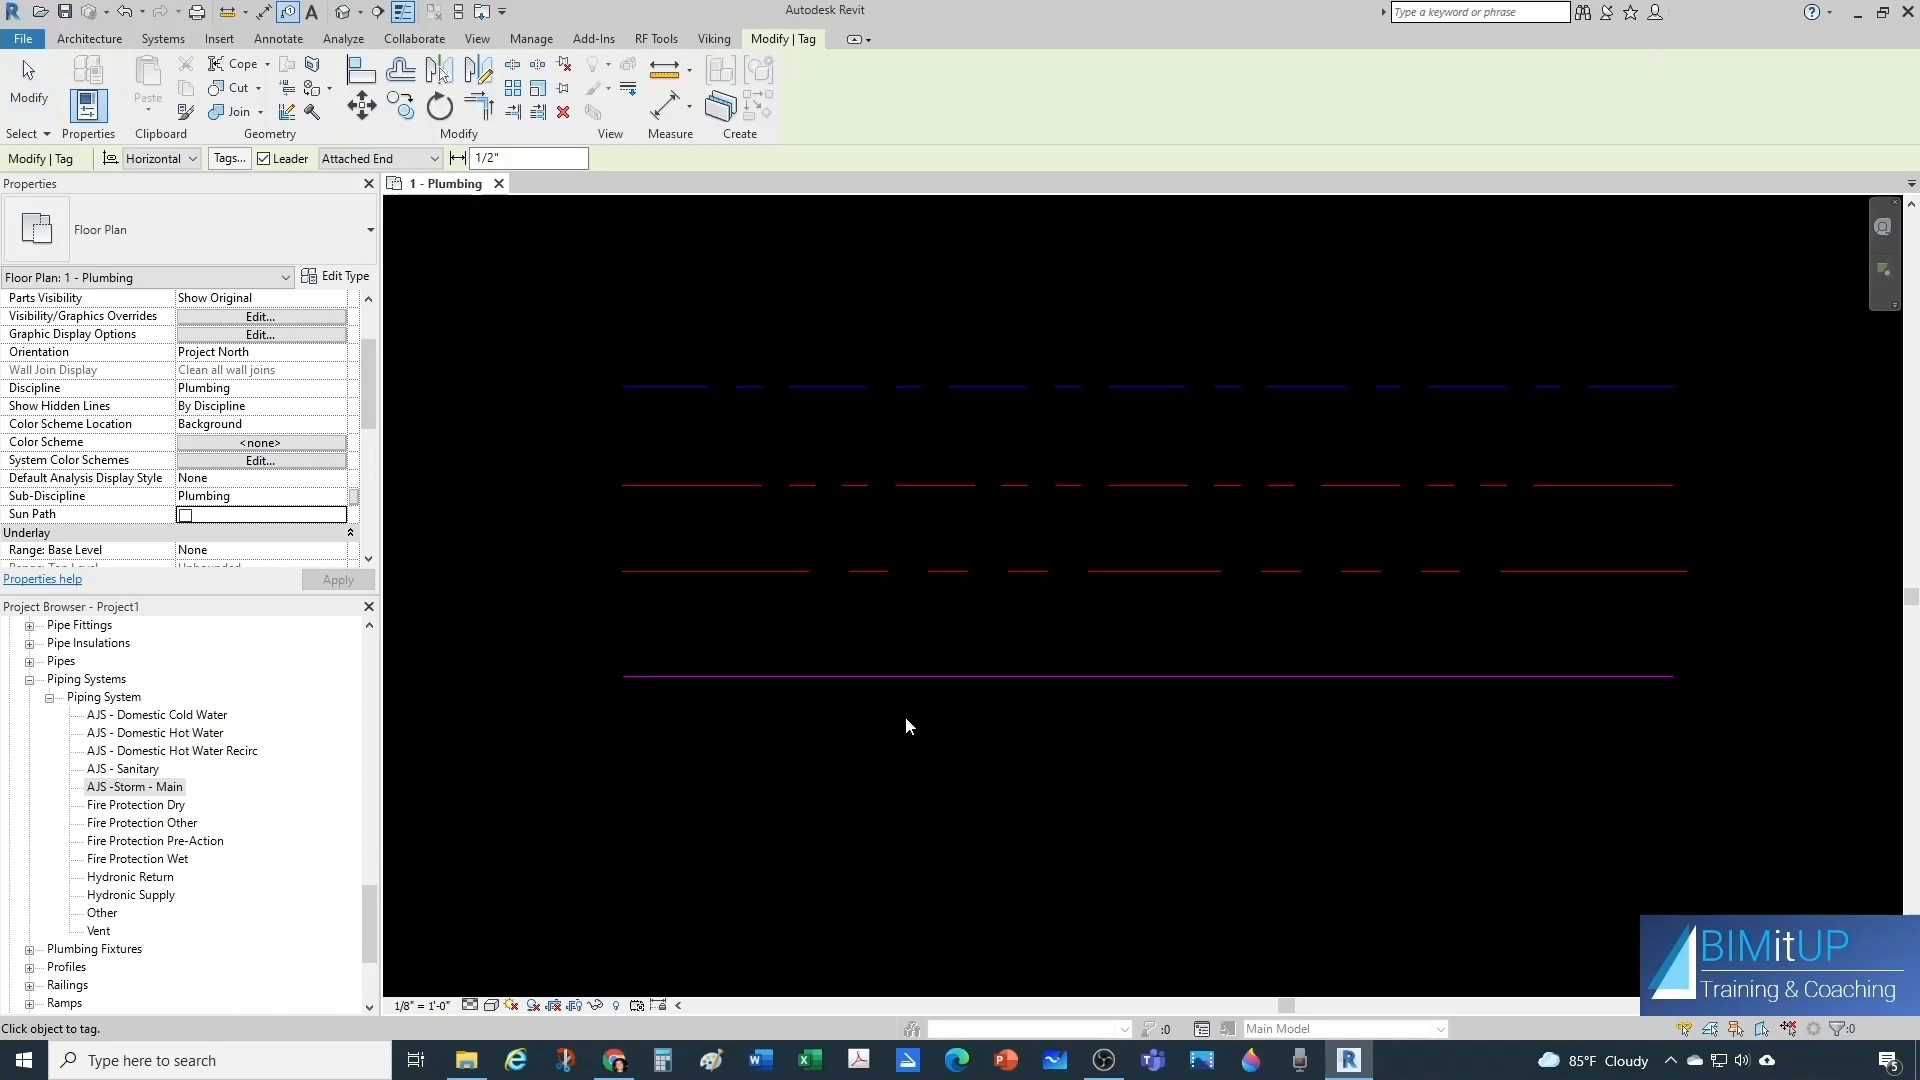 Autodesk Revit
Type a keyword or phrase
File
Architecture
Systems
Insert
Annotate
Analyze
Collaborate
View
Manage
Add-Ins
RF Tools
Viking
Modify | Tag
Modify
Paste
Cope
Cut
Join
Select
Properties
Clipboard
Geometry
Modify
View
Measure
Create
Modify | Tag
Horizontal
Tags...
Leader
Attached End
1/2"
Properties
1 - Plumbing
Floor Plan
Floor Plan: 1 - Plumbing
Edit Type
Parts Visibility Show Original
Visibility/Graphics Overrides Edit...
Graphic Display Options Edit...
Orientation Project North
Wall Join Display Clean all wall joins
Discipline Plumbing
Show Hidden Lines By Discipline
Color Scheme Location Background
Color Scheme <none>
System Color Schemes Edit...
Default Analysis Display Style None
Sub-Discipline Plumbing
Sun Path
Underlay
Range: Base Level None
Properties help
Apply
Project Browser - Project1
Pipe Fittings
Pipe Insulations
Pipes
Piping Systems
Piping System
AJS - Domestic Cold Water
AJS - Domestic Hot Water
AJS - Domestic Hot Water Recirc
AJS - Sanitary
AJS -Storm - Main
Fire Protection Dry
Fire Protection Other
Fire Protection Pre-Action
Fire Protection Wet
Hydronic Return
Hydronic Supply
Other
Vent
Plumbing Fixtures
Profiles
Railings
Ramps
BIMitUP
Training & Coaching
1/8" = 1'-0"
Click object to tag.
:0
Main Model
:0
Type here to search
85°F Cloudy
5